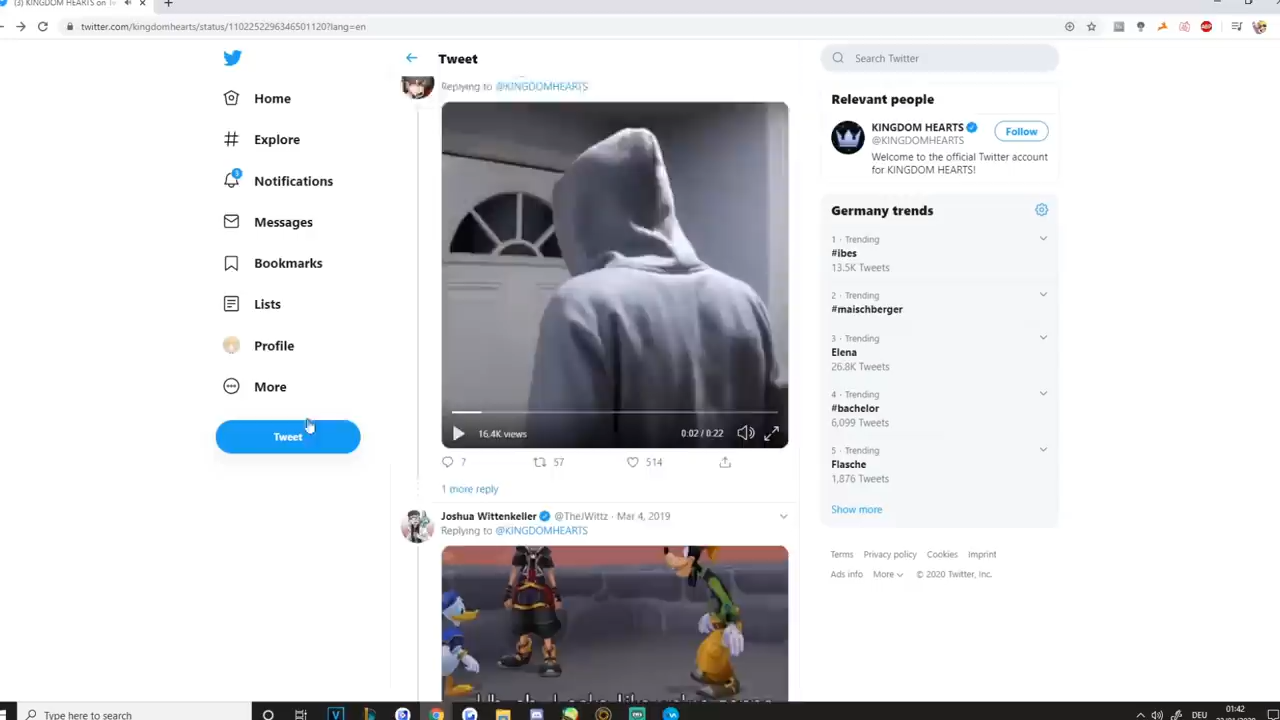 (3) KINGDOM HEARTS on
twitter.com/kingdomhearts/status/1102252296346501120?lang=en
Home
Explore
Notifications
Messages
Bookmarks
Lists
Profile
More
Tweet
Tweet
Replying to @KINGDOMHEARTS
16.4K views
0:02 / 0:22
7
57
514
1 more reply
Joshua Wittenkeller @TheJWittz · Mar 4, 2019
Replying to @KINGDOMHEARTS
Search Twitter
Relevant people
KINGDOM HEARTS
@KINGDOMHEARTS
Follow
Welcome to the official Twitter account
for KINGDOM HEARTS!
Germany trends
1 · Trending
#ibes
13.5K Tweets
2 · Trending
#maischberger
3 · Trending
Elena
26.8K Tweets
4 · Trending
#bachelor
6,099 Tweets
5 · Trending
Flasche
1,876 Tweets
Show more
Terms Privacy policy Cookies Imprint
Ads info More © 2020 Twitter, Inc.
Type here to search
DEU
01:42